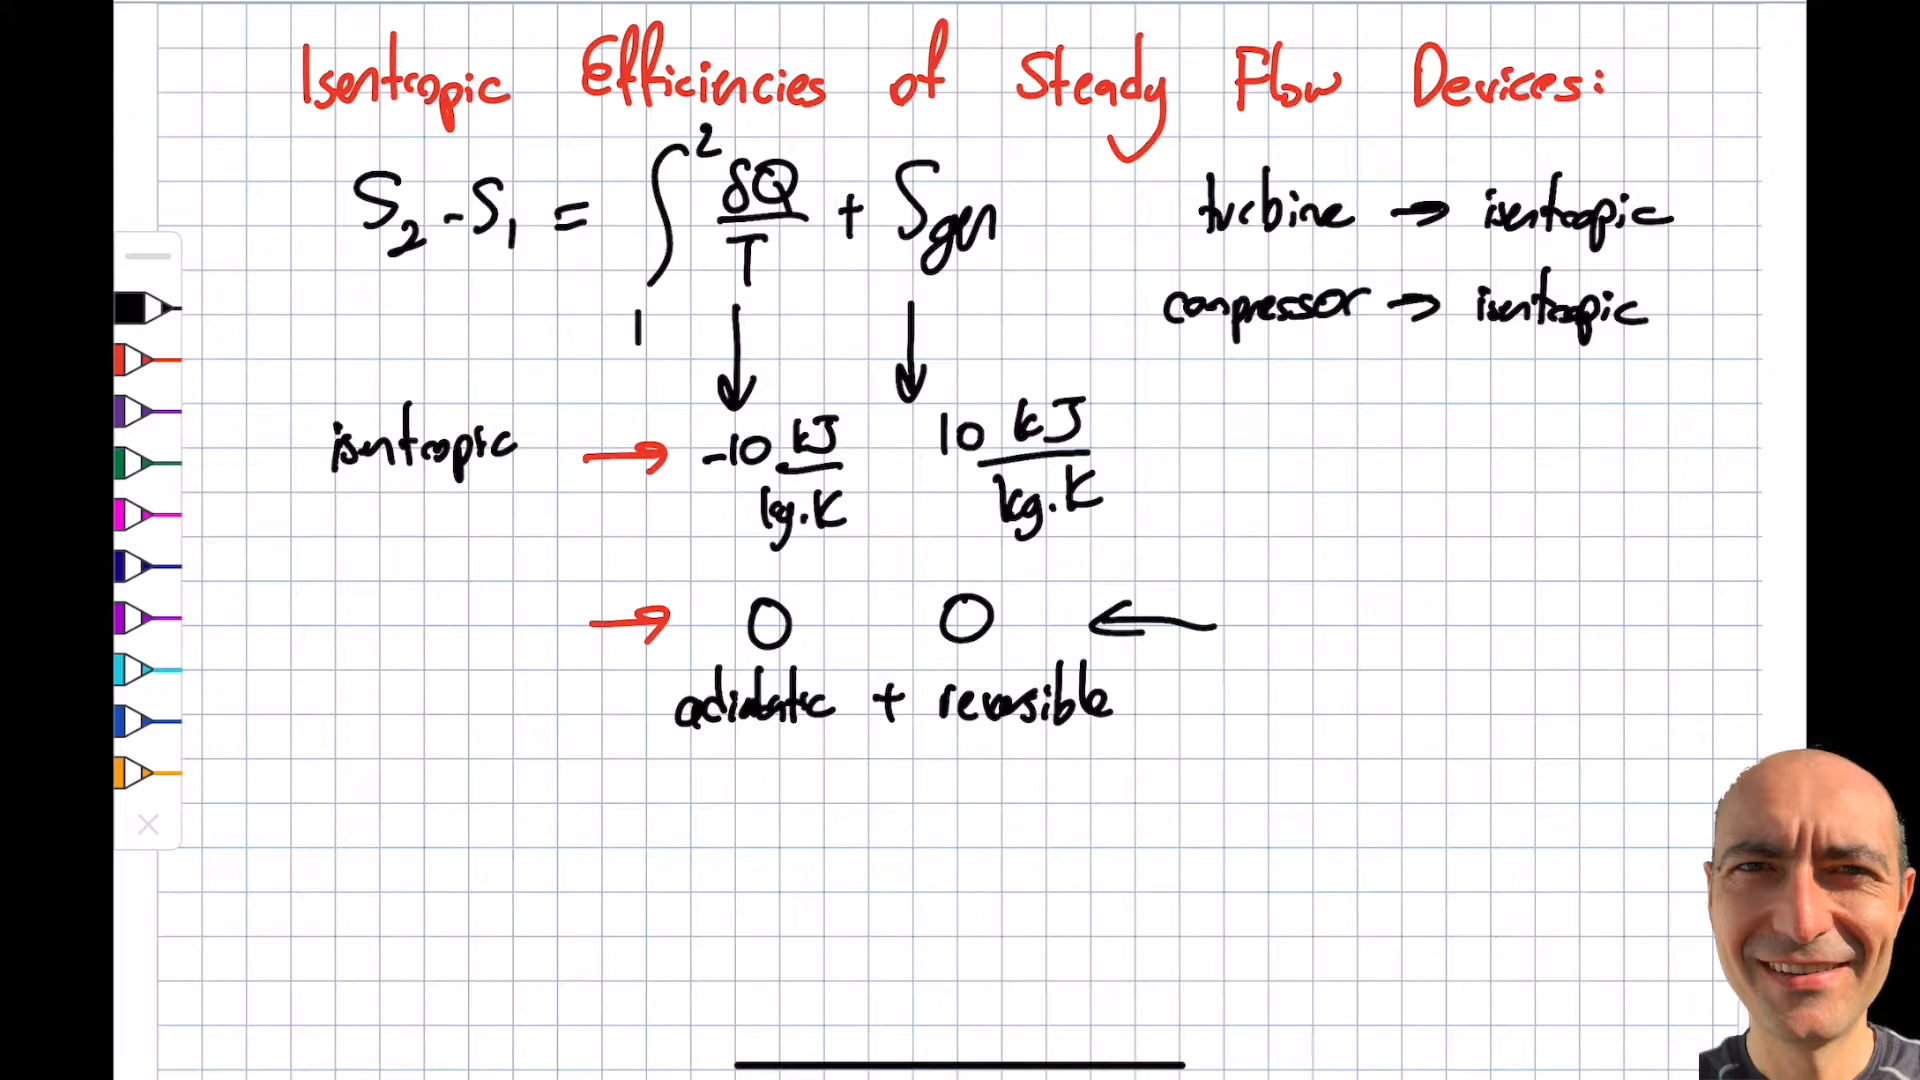 Isentropic Efficiencies of Steady Flow Devices:
S₂ - S₁ = ∫₁² δQ/T + Sgen
turbine → isentropic
compressor → isentropic
isentropic → -10 kJ/kg.K 10 kJ/kg.K
→ 0 0 ←
adiabatic + reversible